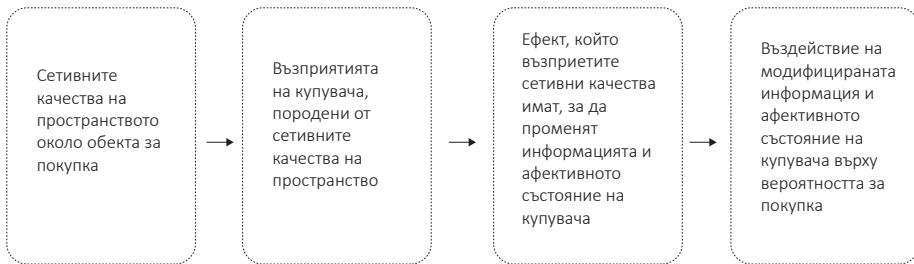 Сетивните
качества на
пространството
около обекта за
покупка
Възприятията
на купувача,
породени от
сетивните
качества на
пространство
Ефект, който
възприетите
сетивни качества
имат, за да
променят
информацията и
афективното
състояние на
купувача
Въздействие на
модифицираната
информация и
афективното
състояние на
купувача върху
вероятността за
покупка